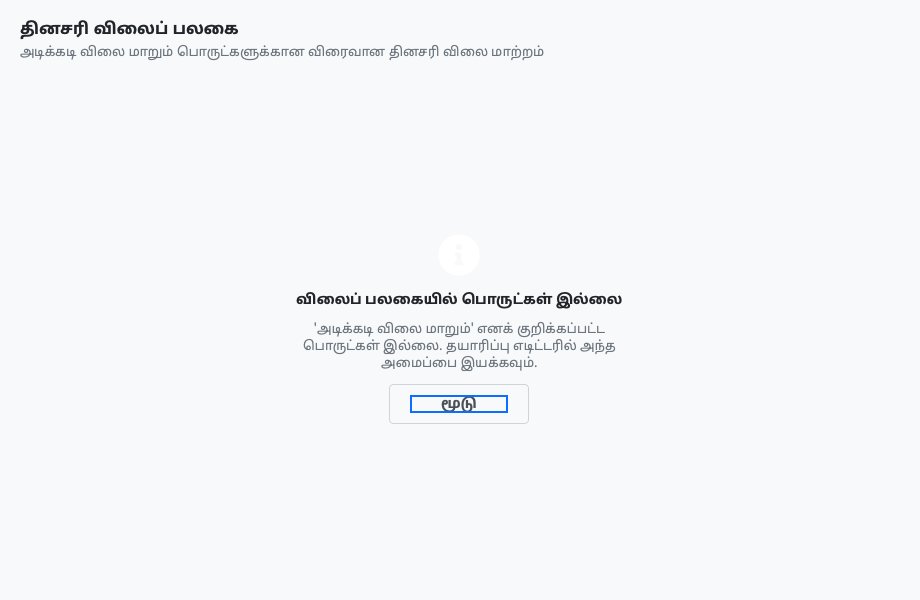 தினசரி விலைப் பலகை
அடிக்கடி விலை மாறும் பொருட்களுக்கான விரைவான தினசரி விலை மாற்றம்
விலைப் பலகையில் பொருட்கள் இல்லை
'அடிக்கடி விலை மாறும்' எனக் குறிக்கப்பட்ட
பொருட்கள் இல்லை. தயாரிப்பு எடிட்டரில் அந்த
அமைப்பை இயக்கவும்.
மூடு